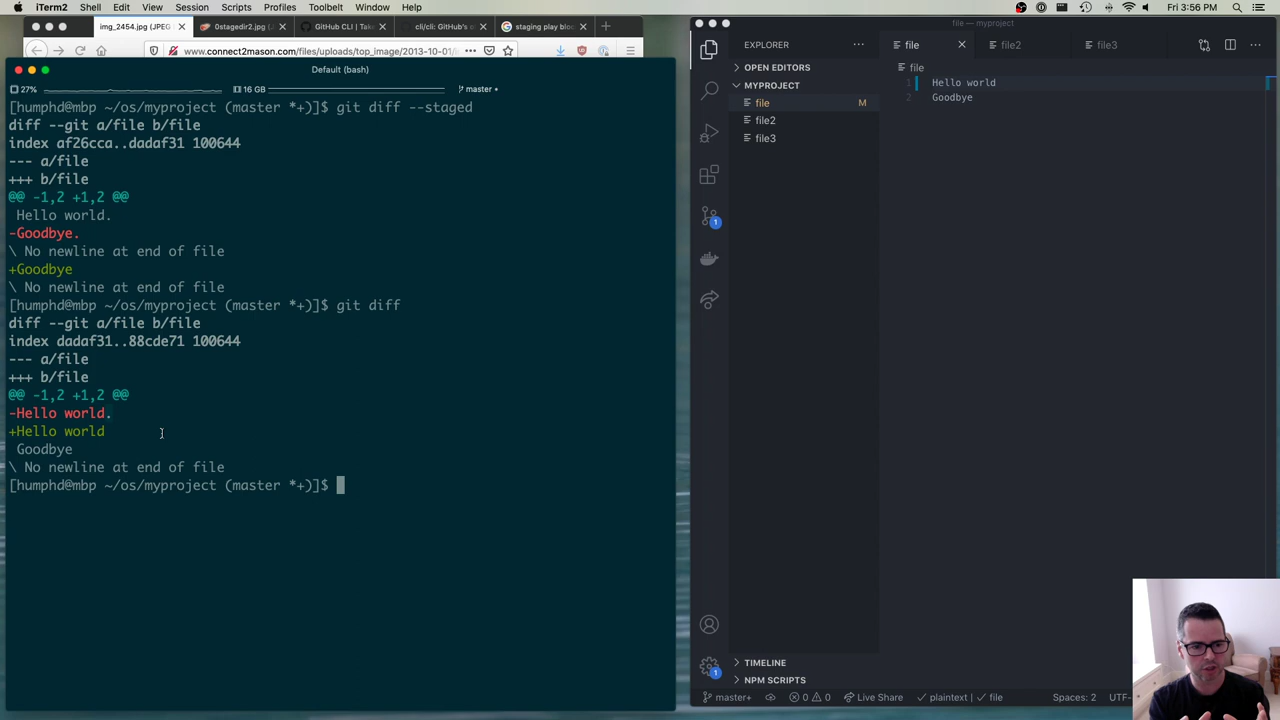 iTerm2 Shell Edit View Session Scripts Profiles Toolbelt Window Help
Fri 3:56 PM
img_2454.jpg (JPEG
0stagedir2.jpg (
GitHub CLI | Take
cli/cli: GitHub's
staging play blo
www.connect2mason.com/files/uploads/top_image/2013-10-01/
Default (bash)
27%
16 GB
master
[humphd@mbp ~/os/myproject (master *+)]$ git diff --staged
diff --git a/file b/file
index af26cca..dadaf31 100644
--- a/file
+++ b/file
@@ -1,2 +1,2 @@
Hello world.
-Goodbye.
\ No newline at end of file
+Goodbye
\ No newline at end of file
[humphd@mbp ~/os/myproject (master *+)]$ git diff
diff --git a/file b/file
index dadaf31..88cde71 100644
--- a/file
+++ b/file
@@ -1,2 +1,2 @@
-Hello world.
+Hello world
Goodbye
\ No newline at end of file
[humphd@mbp ~/os/myproject (master *+)]$
file — myproject
EXPLORER
OPEN EDITORS
MYPROJECT
file M
file2
file3
1
1
TIMELINE
NPM SCRIPTS
file
file2
file3
file
1 Hello world
2 Goodbye
master+
0
0
Live Share
plaintext
file
Spaces: 2
UTF-